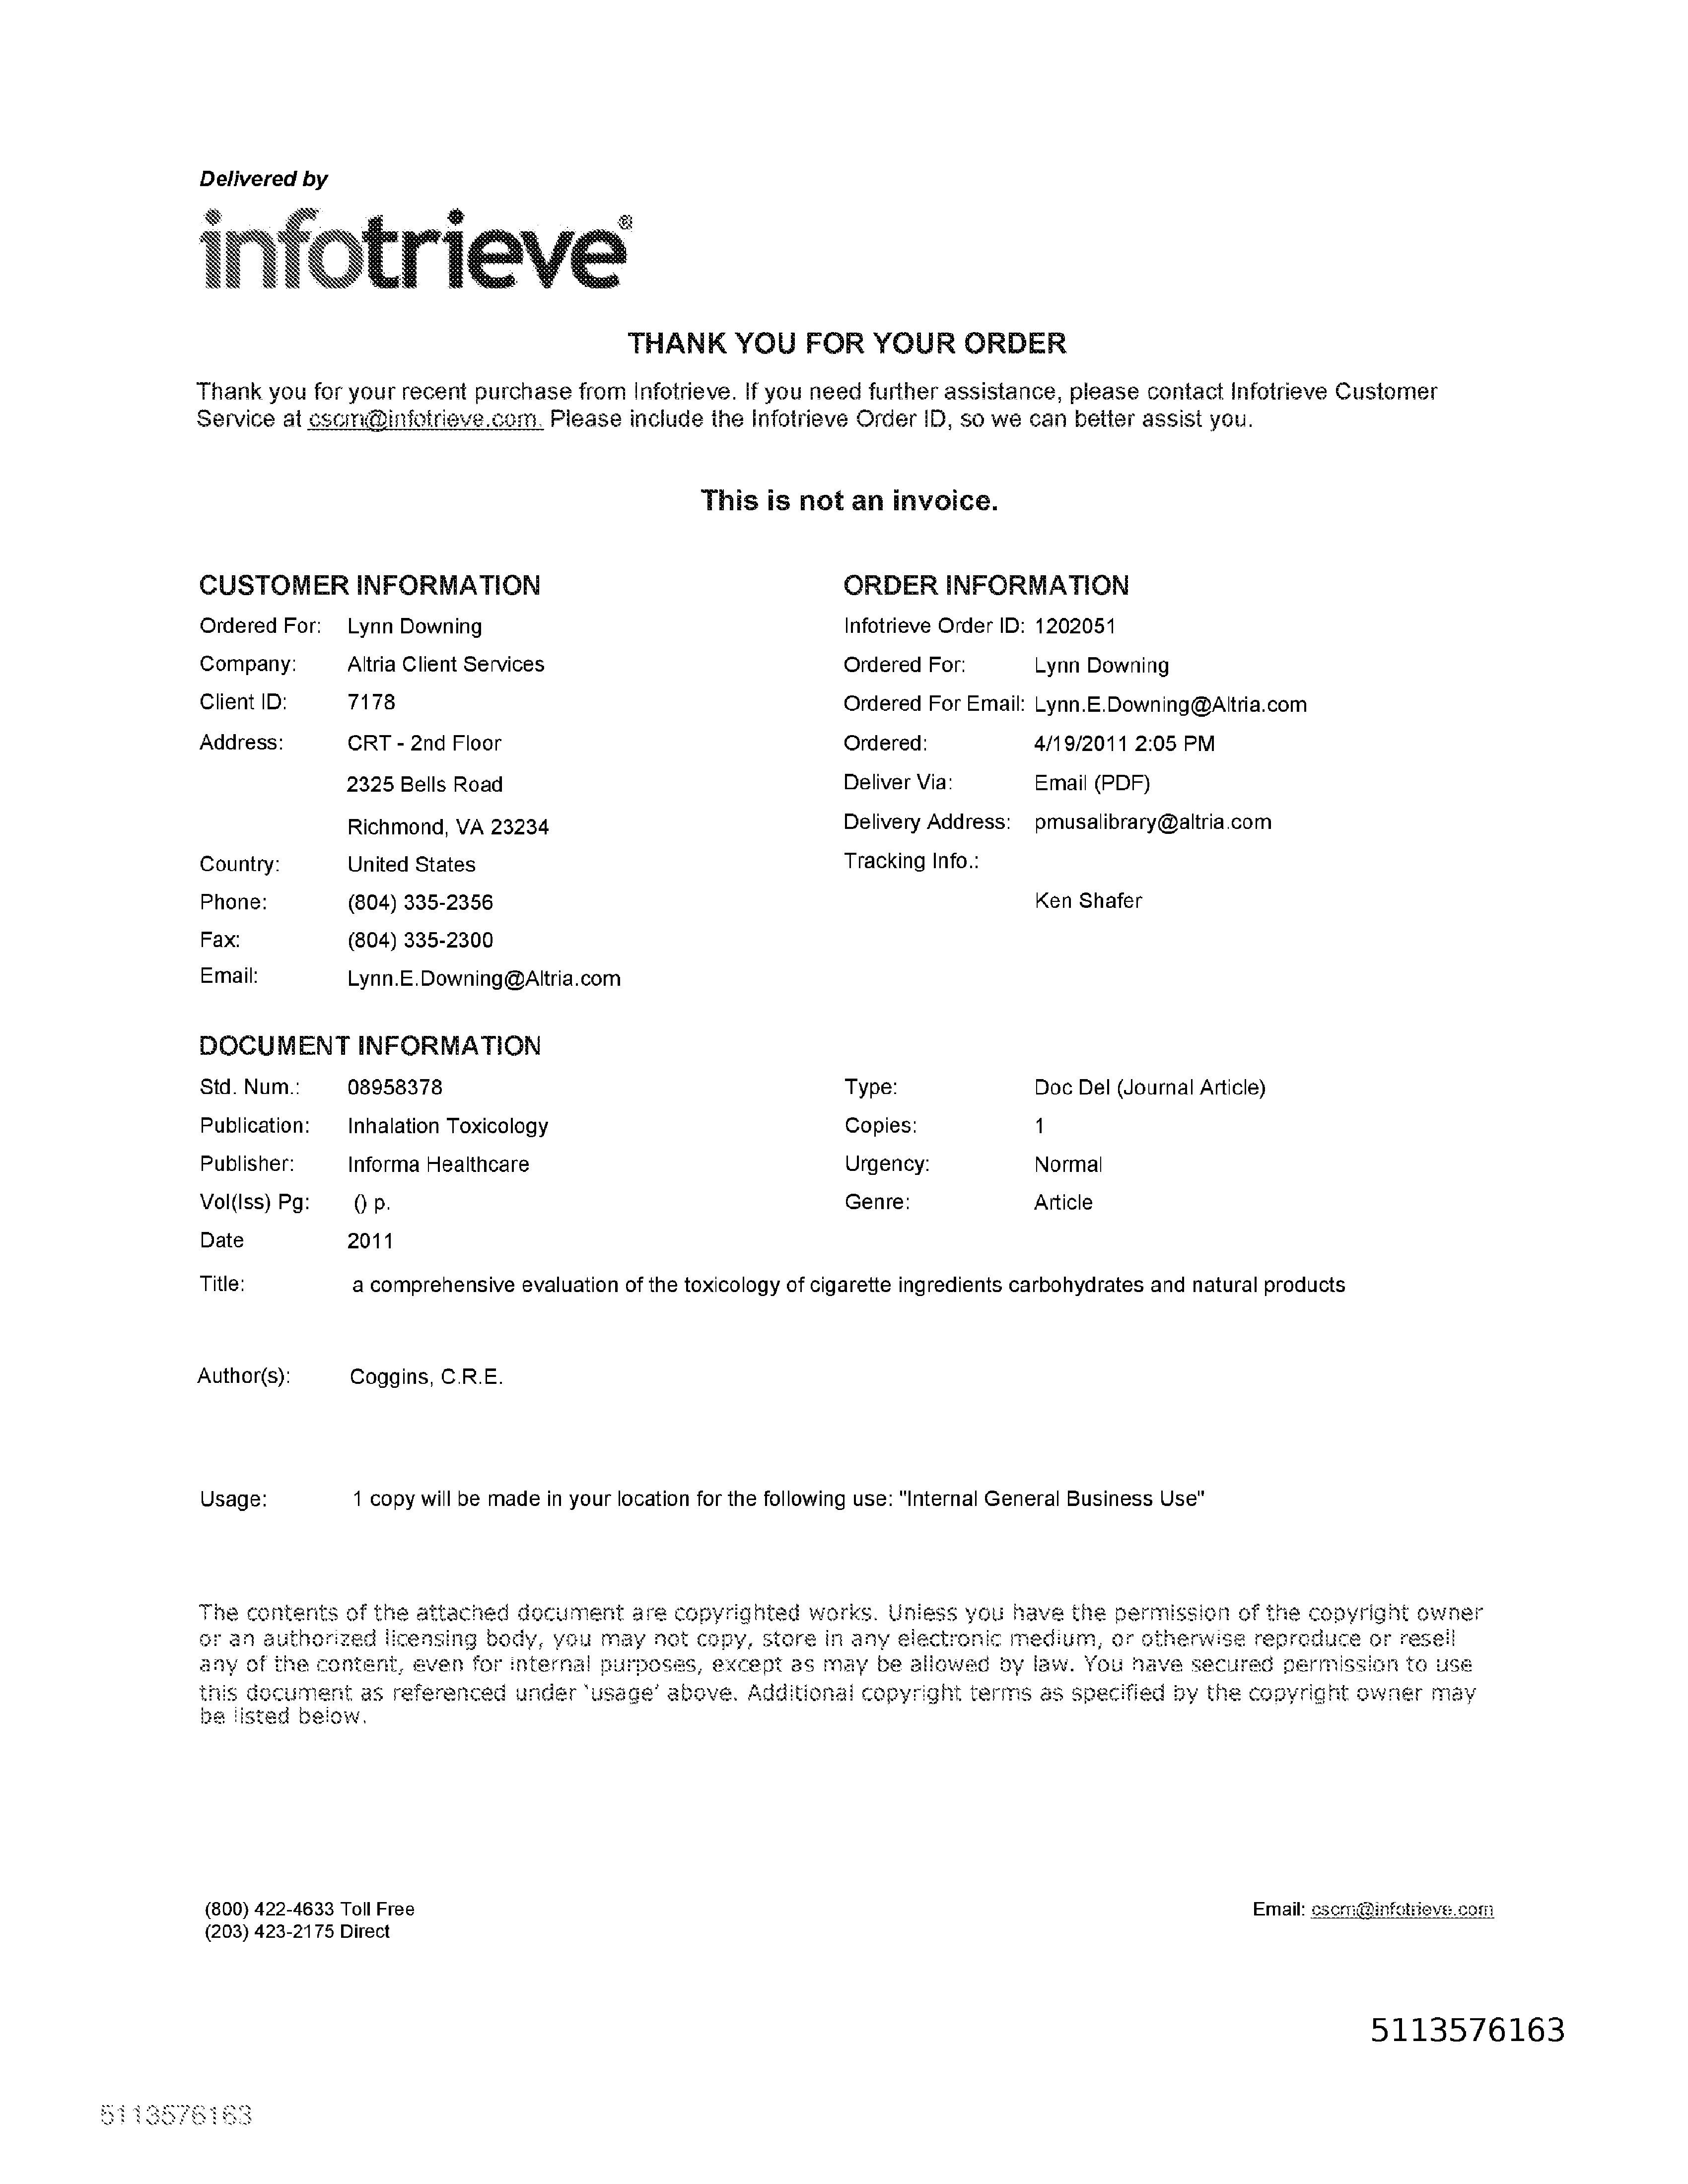 Delivered by
infotrieve®
THANK YOU FOR YOUR ORDER
Thank you for your recent purchase from Infotrieve. If you need further assistance, please contact Infotrieve Customer
Service at cscm@infotrieve.com. Please include the Infotrieve Order ID, so we can better assist you.
This is not an invoice.
CUSTOMER INFORMATION
Ordered For: Lynn Downing
Company: Altria Client Services
Client ID: 7178
Address: CRT - 2nd Floor
2325 Bells Road
Richmond, VA 23234
Country: United States
Phone: (804) 335-2356
Fax: (804) 335-2300
Email: Lynn.E.Downing@Altria.com
ORDER INFORMATION
Infotrieve Order ID: 1202051
Ordered For: Lynn Downing
Ordered For Email: Lynn.E.Downing@Altria.com
Ordered: 4/19/2011 2:05 PM
Deliver Via: Email (PDF)
Delivery Address: pmusalibrary@altria.com
Tracking Info.:
Ken Shafer
DOCUMENT INFORMATION
Std. Num.: 08958378
Publication: Inhalation Toxicology
Publisher: Informa Healthcare
Vol(Iss) Pg: () p.
Date 2011
Type: Doc Del (Journal Article)
Copies: 1
Urgency: Normal
Genre: Article
Title: a comprehensive evaluation of the toxicology of cigarette ingredients carbohydrates and natural products
Author(s): Coggins, C.R.E.
Usage: 1 copy will be made in your location for the following use: "Internal General Business Use"
The contents of the attached document are copyrighted works. Unless you have the permission of the copyright owner
or an authorized licensing body, you may not copy, store in any electronic medium, or otherwise reproduce or resell
any of the content, even for internal purposes, except as may be allowed by law. You have secured permission to use
this document as referenced under 'usage' above. Additional copyright terms as specified by the copyright owner may
be listed below.
(800) 422-4633 Toll Free
(203) 423-2175 Direct
Email: cscm@infotrieve.com
5113576163
5113576163